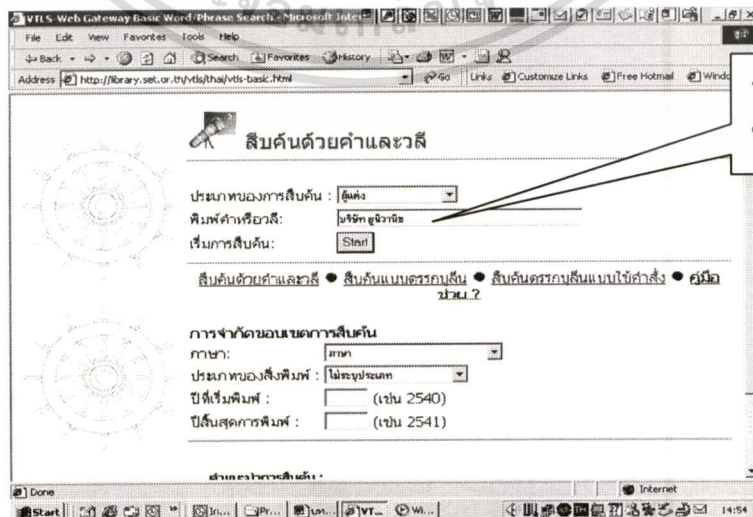 VTLS-Web Gateway Basic Word/Phrase Search - Microsoft Inter
File Edit View Favorites Tools Help
Back Search Favorites History
Address http://library.set.or.th/vtls/thai/vtls-basic.html Go Links Customize Links Free Hotmail Windo
สืบค้นด้วยคำและวลี
ประเภทของการสืบค้น : ผู้แต่ง
พิมพ์คำหรือวลี: บริษัท ยูนิวานิช
เริ่มการสืบค้น: Start
สืบค้นด้วยคำและวลี ● สืบค้นแบบตรรกบูลีน ● สืบค้นตรรกบูลีนแบบใช้คำสั่ง ● คู่มือ
ช่วย ?
การจำกัดขอบเขตการสืบค้น
ภาษา: ภาษา
ประเภทของสิ่งพิมพ์ : ไม่ระบุประเภท
ปีที่เริ่มพิมพ์ : (เช่น 2540)
ปีสิ้นสุดการพิมพ์ : (เช่น 2541)
Done Internet
Start Iri... Pr... VT... Wi... 14:54